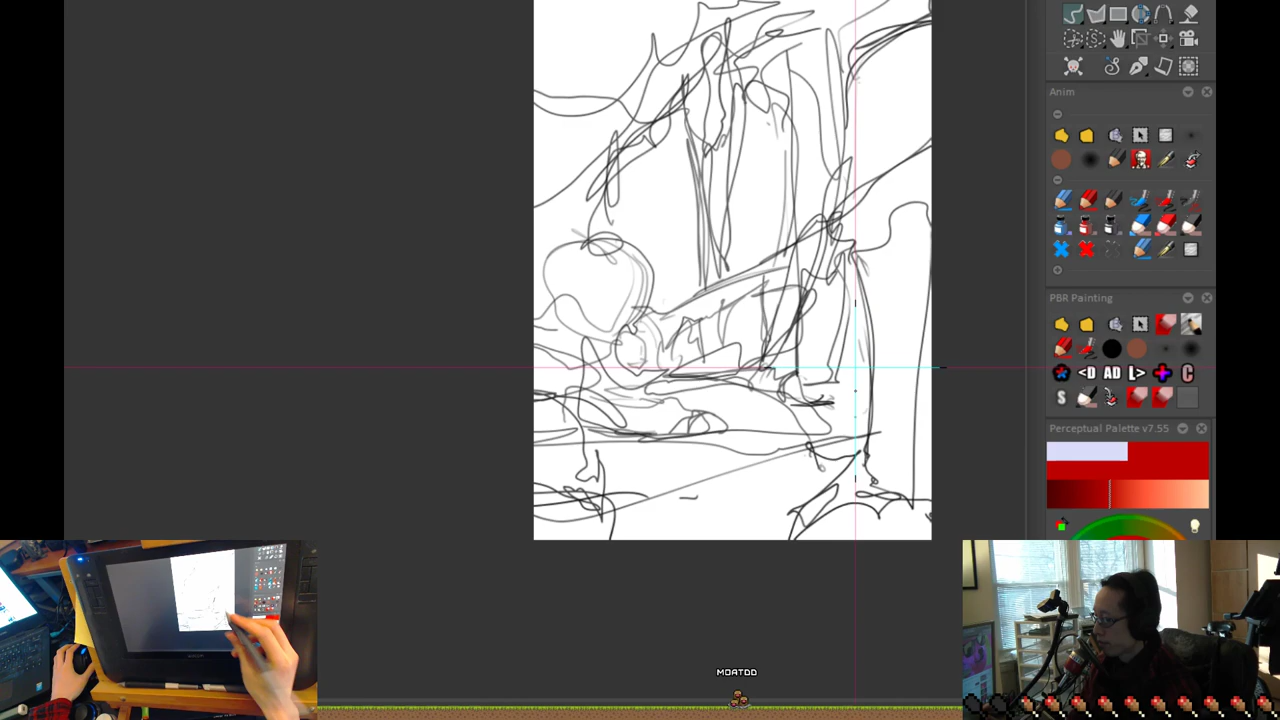 Anim
PBR Painting
<D AD L> C
S
Perceptual Palette v7.55
MOATDD